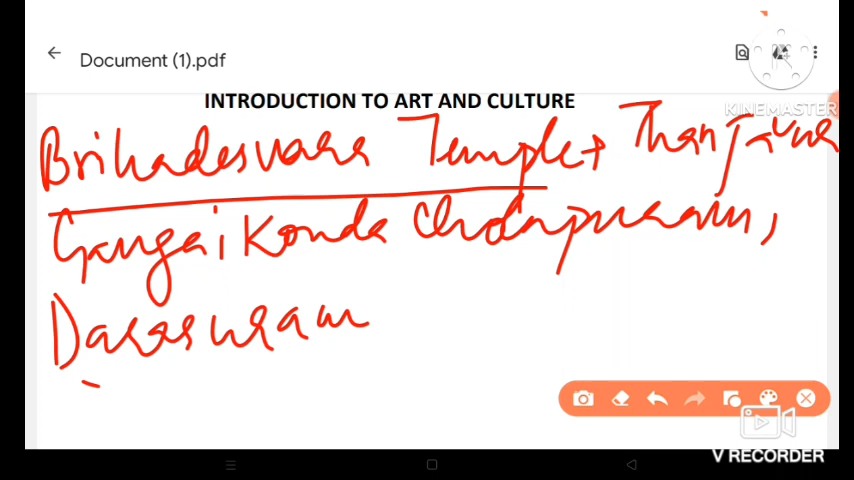 Document (1).pdf
KINEMASTER
INTRODUCTION TO ART AND CULTURE
Brihadesvara Temple → Thanjavur
Gangaikonda Cholapuram,
Darasuram
V RECORDER